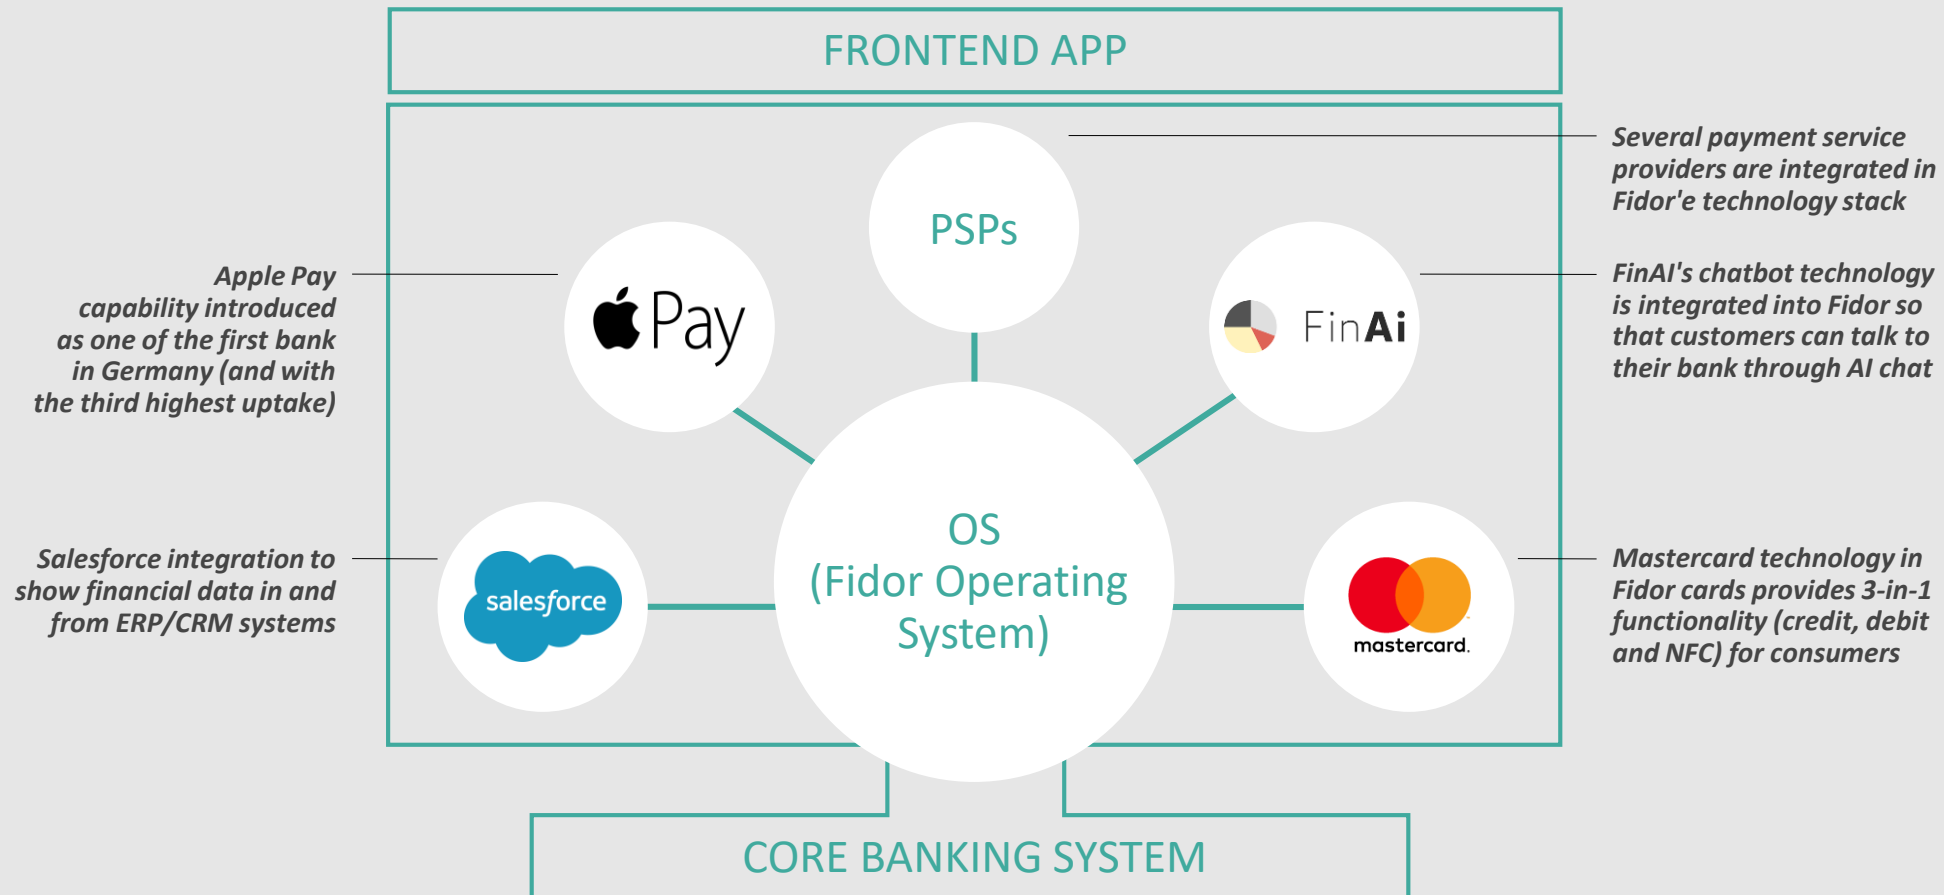 FRONTEND APP
PSPs
Several payment service
providers are integrated in
Fidor'e technology stack
Apple Pay
capability introduced
as one of the first bank
in Germany (and with
the third highest uptake)
Pay
FinAi
FinAI's chatbot technology
is integrated into Fidor so
that customers can talk to
their bank through AI chat
Salesforce integration to
show financial data in and
from ERP/CRM systems
salesforce
OS
(Fidor Operating
System)
mastercard.
Mastercard technology in
Fidor cards provides 3-in-1
functionality (credit, debit
and NFC) for consumers
CORE BANKING SYSTEM